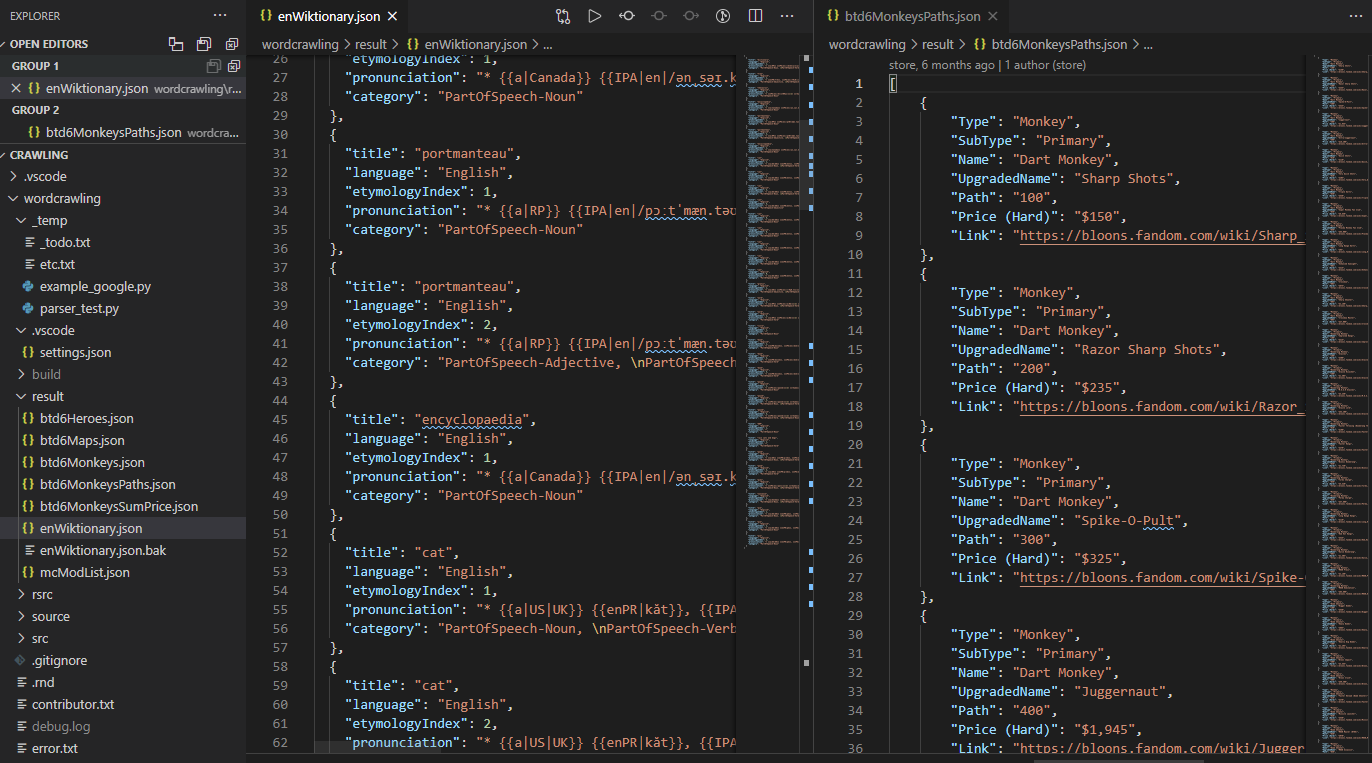 EXPLORER
OPEN EDITORS
GROUP 1
enWiktionary.json wordcrawling\r...
GROUP 2
btd6MonkeysPaths.json wordcra...
CRAWLING
.vscode
wordcrawling
_temp
_todo.txt
etc.txt
example_google.py
parser_test.py
.vscode
settings.json
build
result
btd6Heroes.json
btd6Maps.json
btd6Monkeys.json
btd6MonkeysPaths.json
btd6MonkeysSumPrice.json
enWiktionary.json
enWiktionary.json.bak
mcModList.json
rsrc
source
src
.gitignore
.rnd
contributor.txt
debug.log
error.txt
enWiktionary.json
wordcrawling > result > {} enWiktionary.json > ...
26 "etymologyIndex": 1,
27 "pronunciation": "* {{a|Canada}} {{IPA|en|/ən_səɪ.k
28 "category": "PartOfSpeech-Noun"
29 },
30 {
31 "title": "portmanteau",
32 "language": "English",
33 "etymologyIndex": 1,
34 "pronunciation": "* {{a|RP}} {{IPA|en|/pɔːtˈmæn.təʊ
35 "category": "PartOfSpeech-Noun"
36 },
37 {
38 "title": "portmanteau",
39 "language": "English",
40 "etymologyIndex": 2,
41 "pronunciation": "* {{a|RP}} {{IPA|en|/pɔːtˈmæn.təʊ
42 "category": "PartOfSpeech-Adjective, \nPartOfSpeech
43 },
44 {
45 "title": "encyclopaedia",
46 "language": "English",
47 "etymologyIndex": 1,
48 "pronunciation": "* {{a|Canada}} {{IPA|en|/ən_səɪ.k
49 "category": "PartOfSpeech-Noun"
50 },
51 {
52 "title": "cat",
53 "language": "English",
54 "etymologyIndex": 1,
55 "pronunciation": "* {{a|US|UK}} {{enPR|kăt}}, {{IPA
56 "category": "PartOfSpeech-Noun, \nPartOfSpeech-Verb
57 },
58 {
59 "title": "cat",
60 "language": "English",
61 "etymologyIndex": 2,
62 "pronunciation": "* {{a|US|UK}} {{enPR|kăt}}, {{IPA
btd6MonkeysPaths.json
wordcrawling > result > {} btd6MonkeysPaths.json > ...
store, 6 months ago | 1 author (store)
1 [
2 {
3 "Type": "Monkey",
4 "SubType": "Primary",
5 "Name": "Dart Monkey",
6 "UpgradedName": "Sharp Shots",
7 "Path": "100",
8 "Price (Hard)": "$150",
9 "Link": "https://bloons.fandom.com/wiki/Sharp_
10 },
11 {
12 "Type": "Monkey",
13 "SubType": "Primary",
14 "Name": "Dart Monkey",
15 "UpgradedName": "Razor Sharp Shots",
16 "Path": "200",
17 "Price (Hard)": "$235",
18 "Link": "https://bloons.fandom.com/wiki/Razor_
19 },
20 {
21 "Type": "Monkey",
22 "SubType": "Primary",
23 "Name": "Dart Monkey",
24 "UpgradedName": "Spike-O-Pult",
25 "Path": "300",
26 "Price (Hard)": "$325",
27 "Link": "https://bloons.fandom.com/wiki/Spike-
28 },
29 {
30 "Type": "Monkey",
31 "SubType": "Primary",
32 "Name": "Dart Monkey",
33 "UpgradedName": "Juggernaut",
34 "Path": "400",
35 "Price (Hard)": "$1,945",
36 "Link": "https://bloons.fandom.com/wiki/Jugger